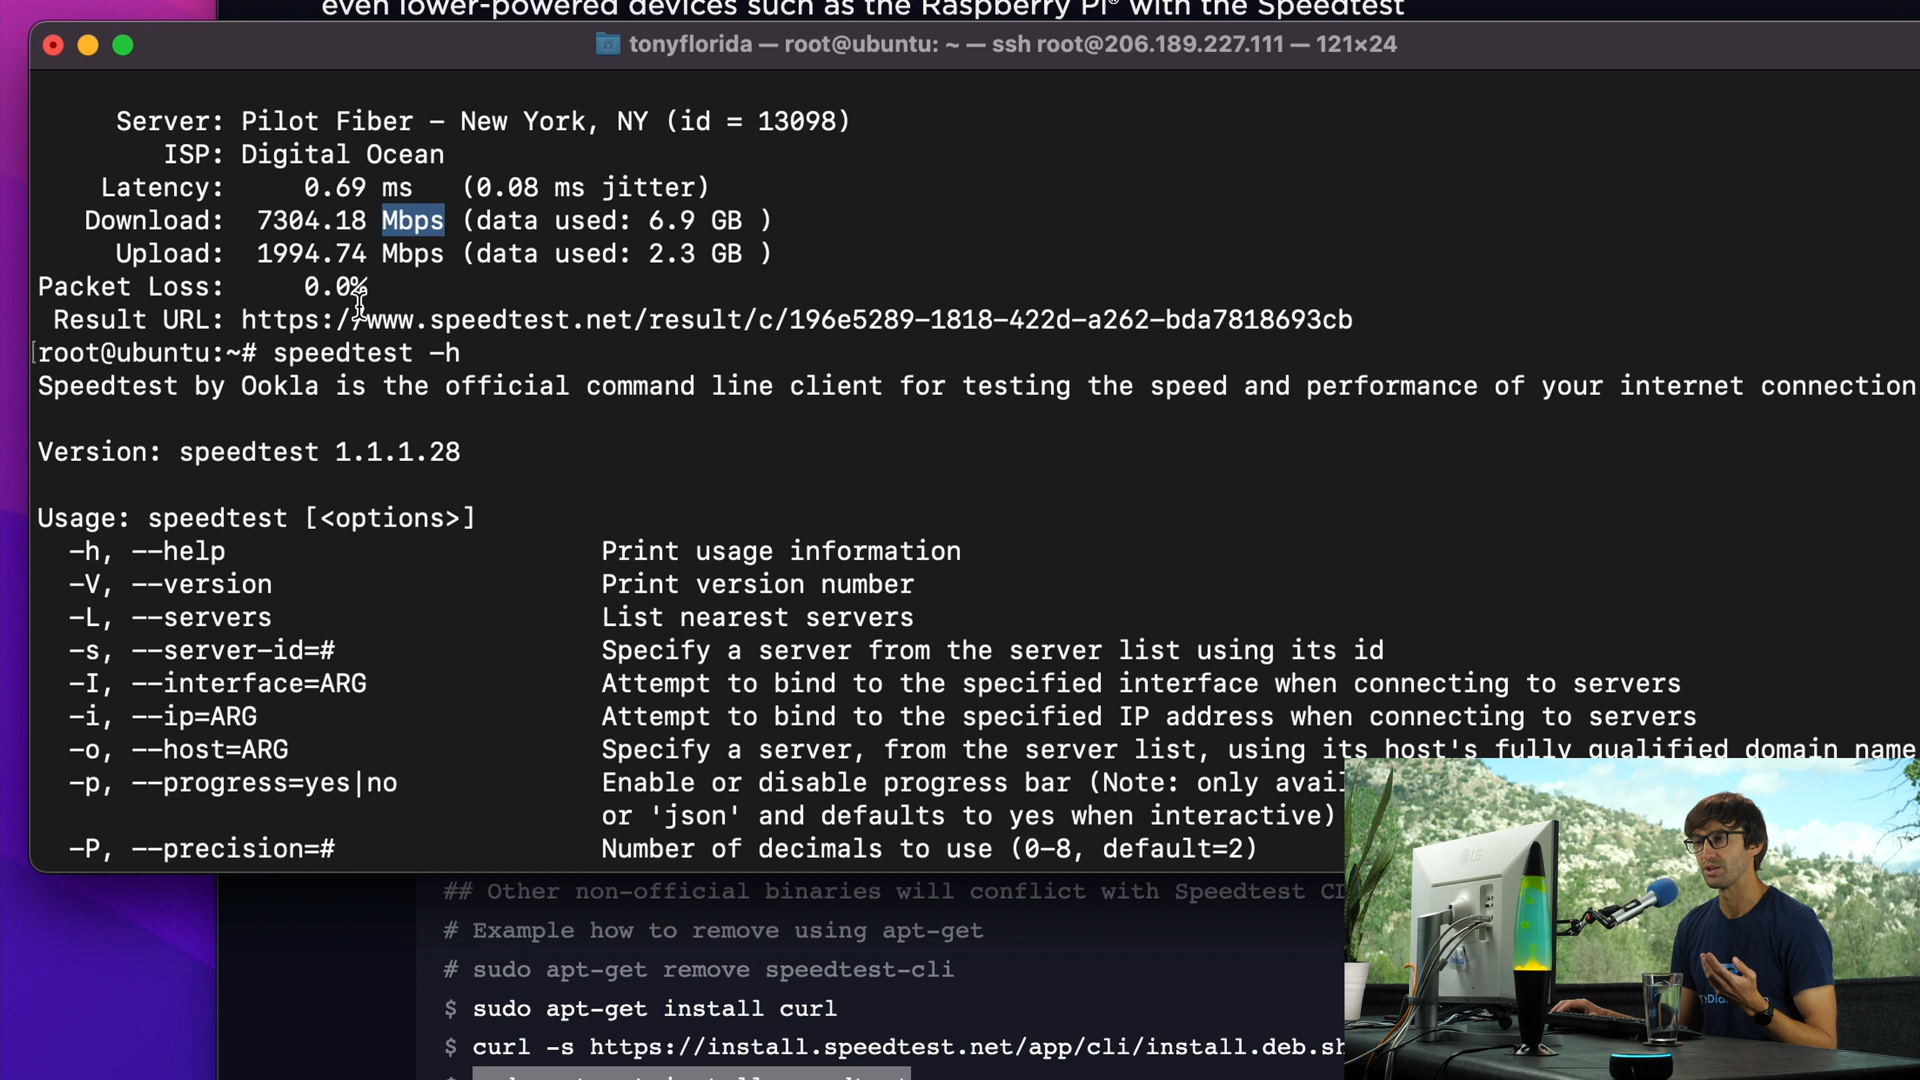 even lower-powered devices such as the Raspberry Pi® with the Speedtest
tonyflorida — root@ubuntu: ~ — ssh root@206.189.227.111 — 121×24
Server: Pilot Fiber - New York, NY (id = 13098)
ISP: Digital Ocean
Latency: 0.69 ms (0.08 ms jitter)
Download: 7304.18 Mbps (data used: 6.9 GB )
Upload: 1994.74 Mbps (data used: 2.3 GB )
Packet Loss: 0.0%
Result URL: https://www.speedtest.net/result/c/196e5289-1818-422d-a262-bda7818693cb
[root@ubuntu:~# speedtest -h
Speedtest by Ookla is the official command line client for testing the speed and performance of your internet connection
Version: speedtest 1.1.1.28
Usage: speedtest [<options>]
-h, --help Print usage information
-V, --version Print version number
-L, --servers List nearest servers
-s, --server-id=# Specify a server from the server list using its id
-I, --interface=ARG Attempt to bind to the specified interface when connecting to servers
-i, --ip=ARG Attempt to bind to the specified IP address when connecting to servers
-o, --host=ARG Specify a server, from the server list, using its host's fully qualified domain name
-p, --progress=yes|no Enable or disable progress bar (Note: only avail
or 'json' and defaults to yes when interactive)
-P, --precision=# Number of decimals to use (0-8, default=2)
## Other non-official binaries will conflict with Speedtest CL
# Example how to remove using apt-get
# sudo apt-get remove speedtest-cli
$ sudo apt-get install curl
$ curl -s https://install.speedtest.net/app/cli/install.deb.sh
LG